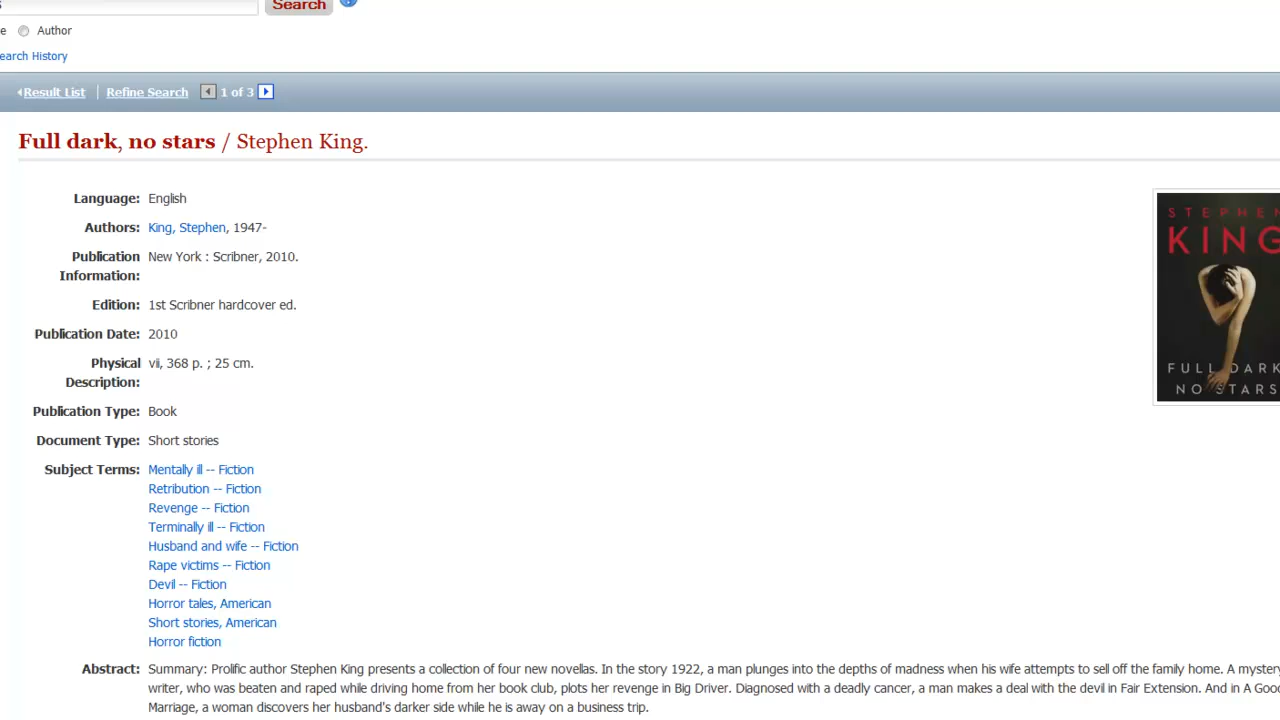 Search
Author
earch History
Result List | Refine Search 1 of 3
Full dark, no stars / Stephen King.
Language: English
Authors: King, Stephen, 1947-
Publication Information: New York : Scribner, 2010.
Edition: 1st Scribner hardcover ed.
Publication Date: 2010
Physical Description: vii, 368 p. ; 25 cm.
Publication Type: Book
Document Type: Short stories
Subject Terms: Mentally ill -- Fiction
Retribution -- Fiction
Revenge -- Fiction
Terminally ill -- Fiction
Husband and wife -- Fiction
Rape victims -- Fiction
Devil -- Fiction
Horror tales, American
Short stories, American
Horror fiction
Abstract: Summary: Prolific author Stephen King presents a collection of four new novellas. In the story 1922, a man plunges into the depths of madness when his wife attempts to sell off the family home. A mystery
writer, who was beaten and raped while driving home from her book club, plots her revenge in Big Driver. Diagnosed with a deadly cancer, a man makes a deal with the devil in Fair Extension. And in A Goo
Marriage, a woman discovers her husband's darker side while he is away on a business trip.
STEPHEN
KING
FULL DARK
NO STARS